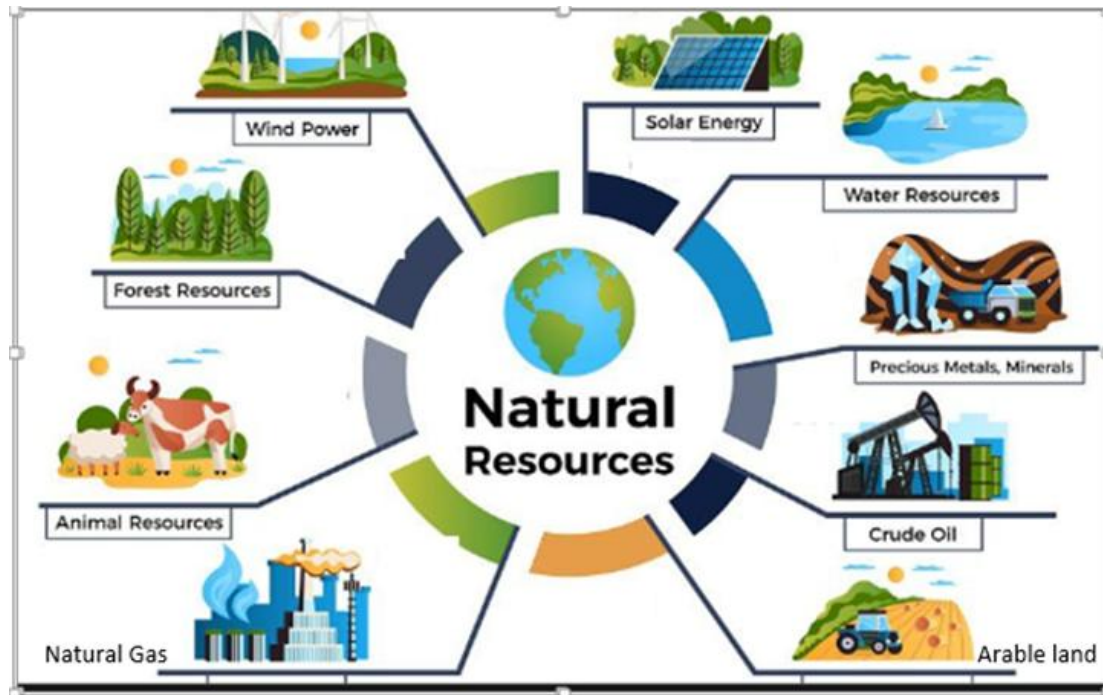 Wind Power
Solar Energy
Water Resources
Forest Resources
Precious Metals, Minerals
Natural
Resources
Animal Resources
Crude Oil
Natural Gas
Arable land